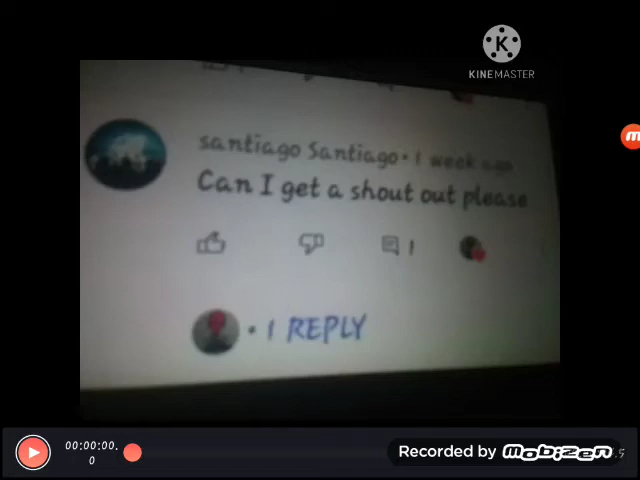 KINEMASTER
santiago Santiago • 1 week ago
Can I get a shout out please
1
• 1 REPLY
00:00:00.
0
Recorded by mobizen